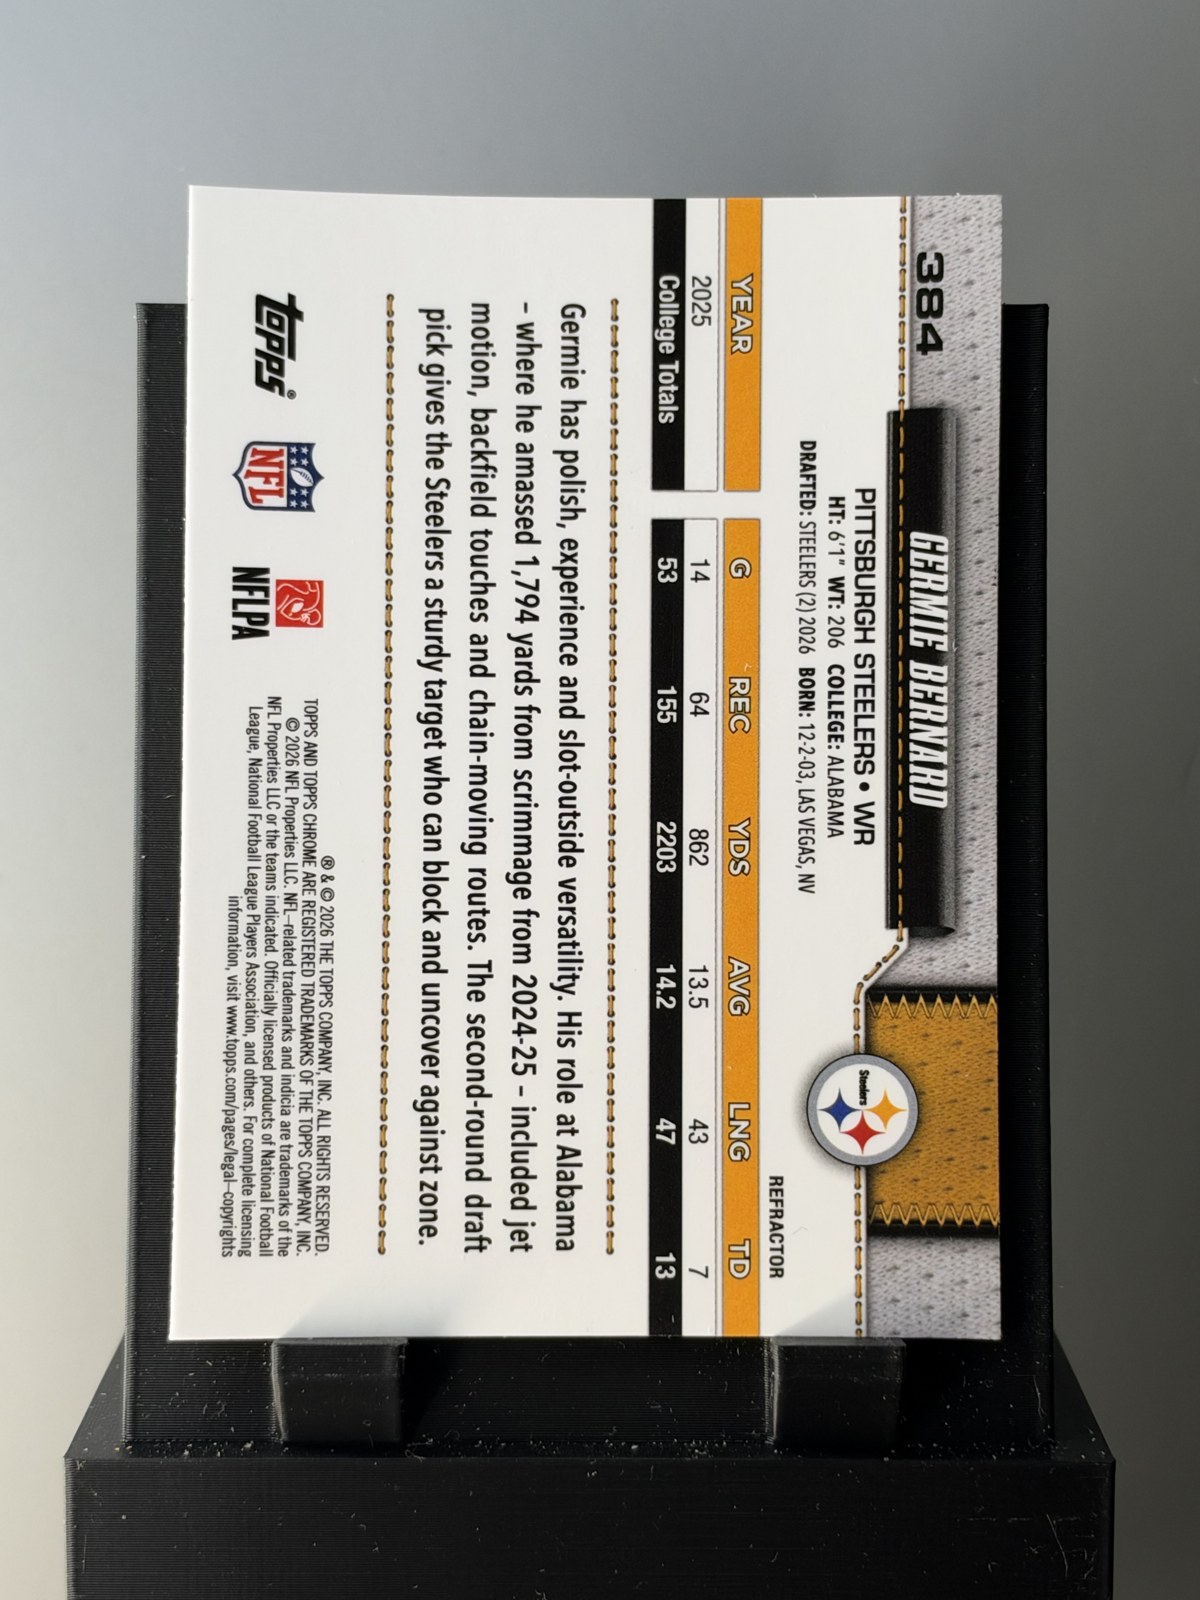 384
GERMIE BERNARD
PITTSBURGH STEELERS • WR
HT: 6'1" WT: 206 COLLEGE: ALABAMA
DRAFTED: STEELERS (2) 2026 BORN: 12-2-03, LAS VEGAS, NV
Steelers
REFRACTOR
YEAR G REC YDS AVG LNG TD
2025 14 64 862 13.5 43 7
College Totals 53 155 2203 14.2 47 13
Germie has polish, experience and slot-outside versatility. His role at Alabama
– where he amassed 1,794 yards from scrimmage from 2024-25 – included jet
motion, backfield touches and chain-moving routes. The second-round draft
pick gives the Steelers a sturdy target who can block and uncover against zone.
topps®
NFL
NFLPA
® & © 2026 THE TOPPS COMPANY, INC. ALL RIGHTS RESERVED.
TOPPS AND TOPPS CHROME ARE REGISTERED TRADEMARKS OF THE TOPPS COMPANY, INC.
© 2026 NFL Properties LLC. NFL-related trademarks and indicia are trademarks of the
NFL Properties LLC or the teams indicated. Officially licensed products of National Football
League, National Football League Players Association, and others. For complete licensing
information, visit www.topps.com/pages/legal-copyrights